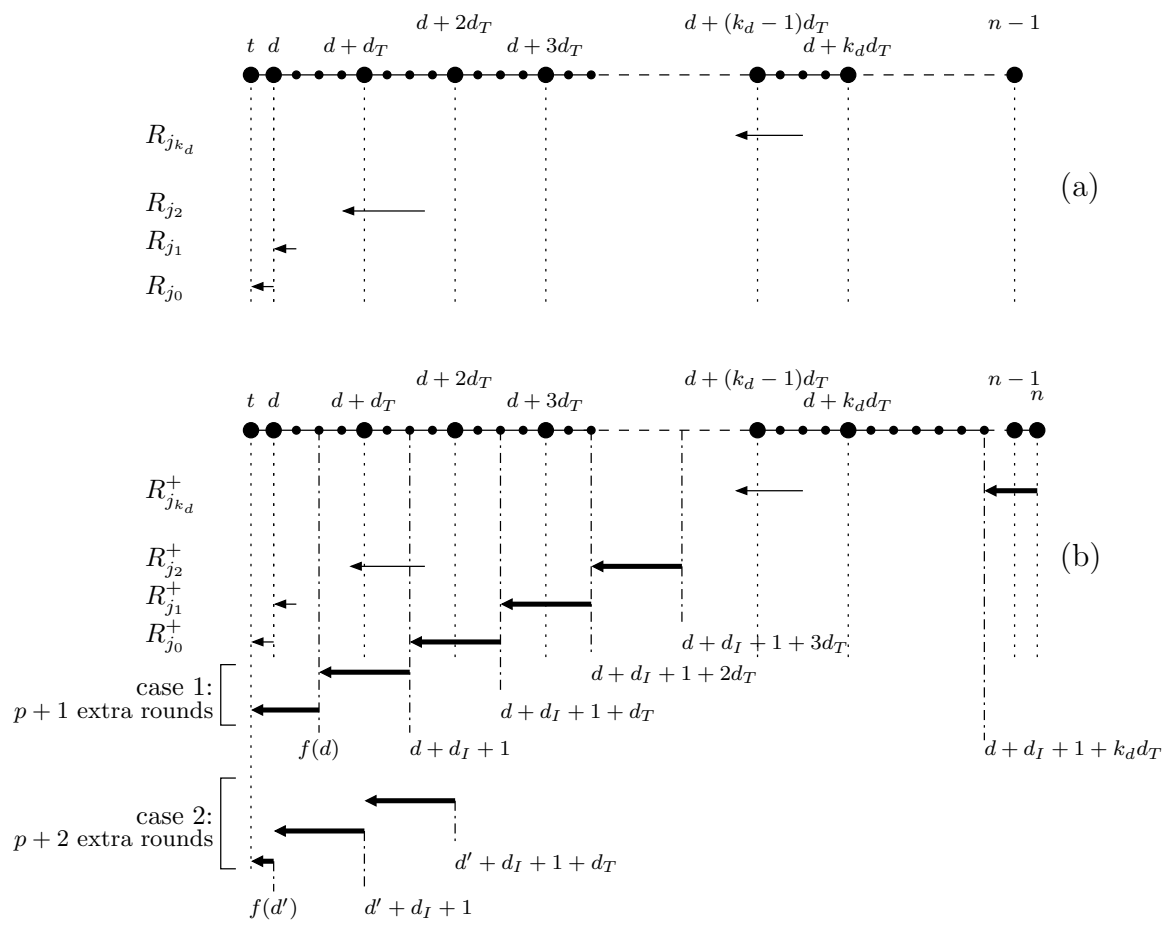 d + 2d_T d + (k_d − 1)d_T n − 1
t d d + d_T d + 3d_T d + k_d d_T
R_{j_{k_d}}
(a)
R_{j_2}
R_{j_1}
R_{j_0}
d + 2d_T d + (k_d − 1)d_T n − 1
t d d + d_T d + 3d_T d + k_d d_T n
R^+_{j_{k_d}}
R^+_{j_2} (b)
R^+_{j_1}
R^+_{j_0} d + d_I + 1 + 3d_T
case 1: d + d_I + 1 + 2d_T
p + 1 extra rounds d + d_I + 1 + d_T
f(d) d + d_I + 1 d + d_I + 1 + k_d d_T
case 2:
p + 2 extra rounds
d′ + d_I + 1 + d_T
f(d′) d′ + d_I + 1